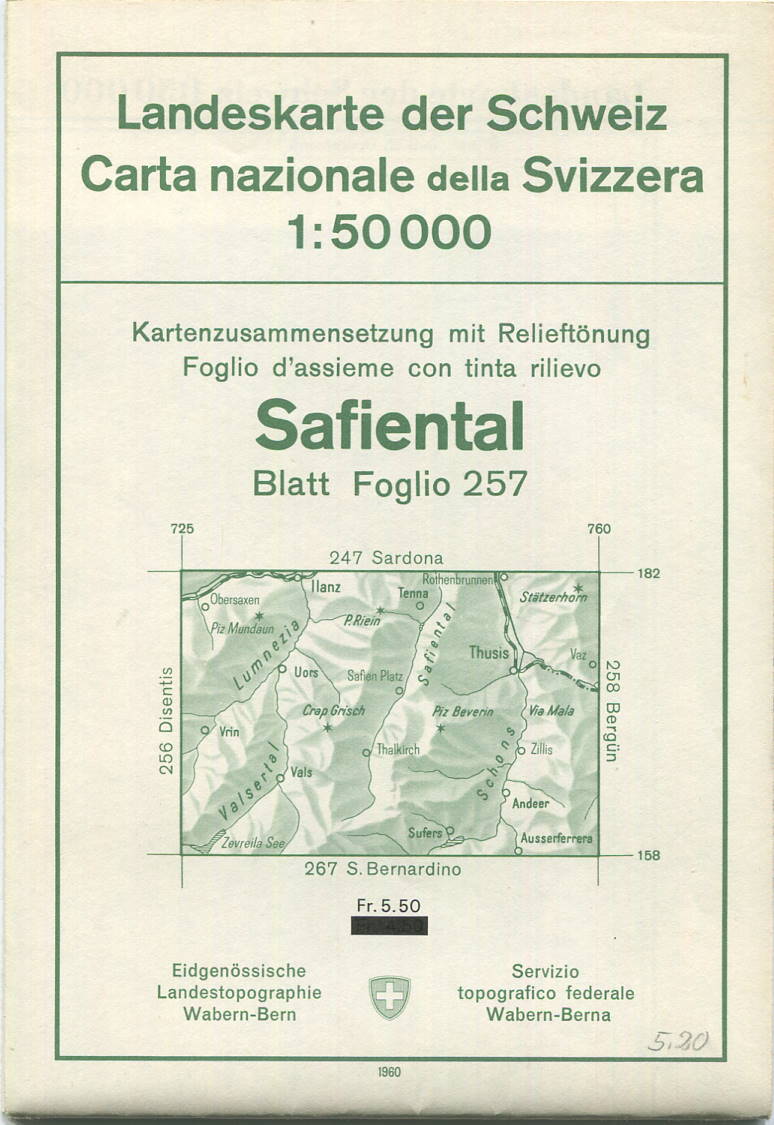 Landeskarte der Schweiz
Carta nazionale della Svizzera
1:50 000
Kartenzusammensetzung mit Relieftönung
Foglio d'assieme con tinta rilievo
Safiental
Blatt Foglio 257
725
760
247 Sardona
182
Rothenbrunnen
Ilanz
Tenna
Obersaxen
Stätzerhorn
Piz Mundaun
P. Riein
Safiental
Lumnezia
Thusis
Vaz
Uors
Safien Platz
256 Disentis
258 Bergün
Crap Grisch
Piz Beverin
Via Mala
Vrin
Thalkirch
Zillis
Schons
Vals
Valsertal
Andeer
Sufers
Ausserferrera
Zevreila See
158
267 S. Bernardino
Fr. 5.50
Fr. 4.50
Eidgenössische
Landestopographie
Wabern-Bern
Servizio
topografico federale
Wabern-Berna
5.20
1960